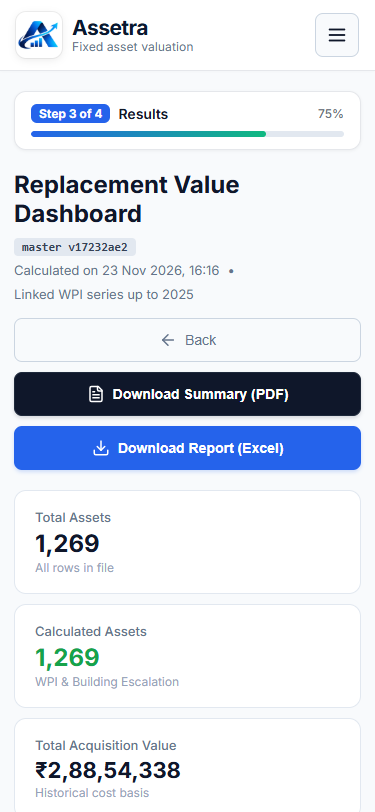 Assetra
Fixed asset valuation
Step 3 of 4 Results 75%
Replacement Value
Dashboard
master v17232ae2
Calculated on 23 Nov 2026, 16:16 •
Linked WPI series up to 2025
Back
Download Summary (PDF)
Download Report (Excel)
Total Assets
1,269
All rows in file
Calculated Assets
1,269
WPI & Building Escalation
Total Acquisition Value
₹2,88,54,338
Historical cost basis